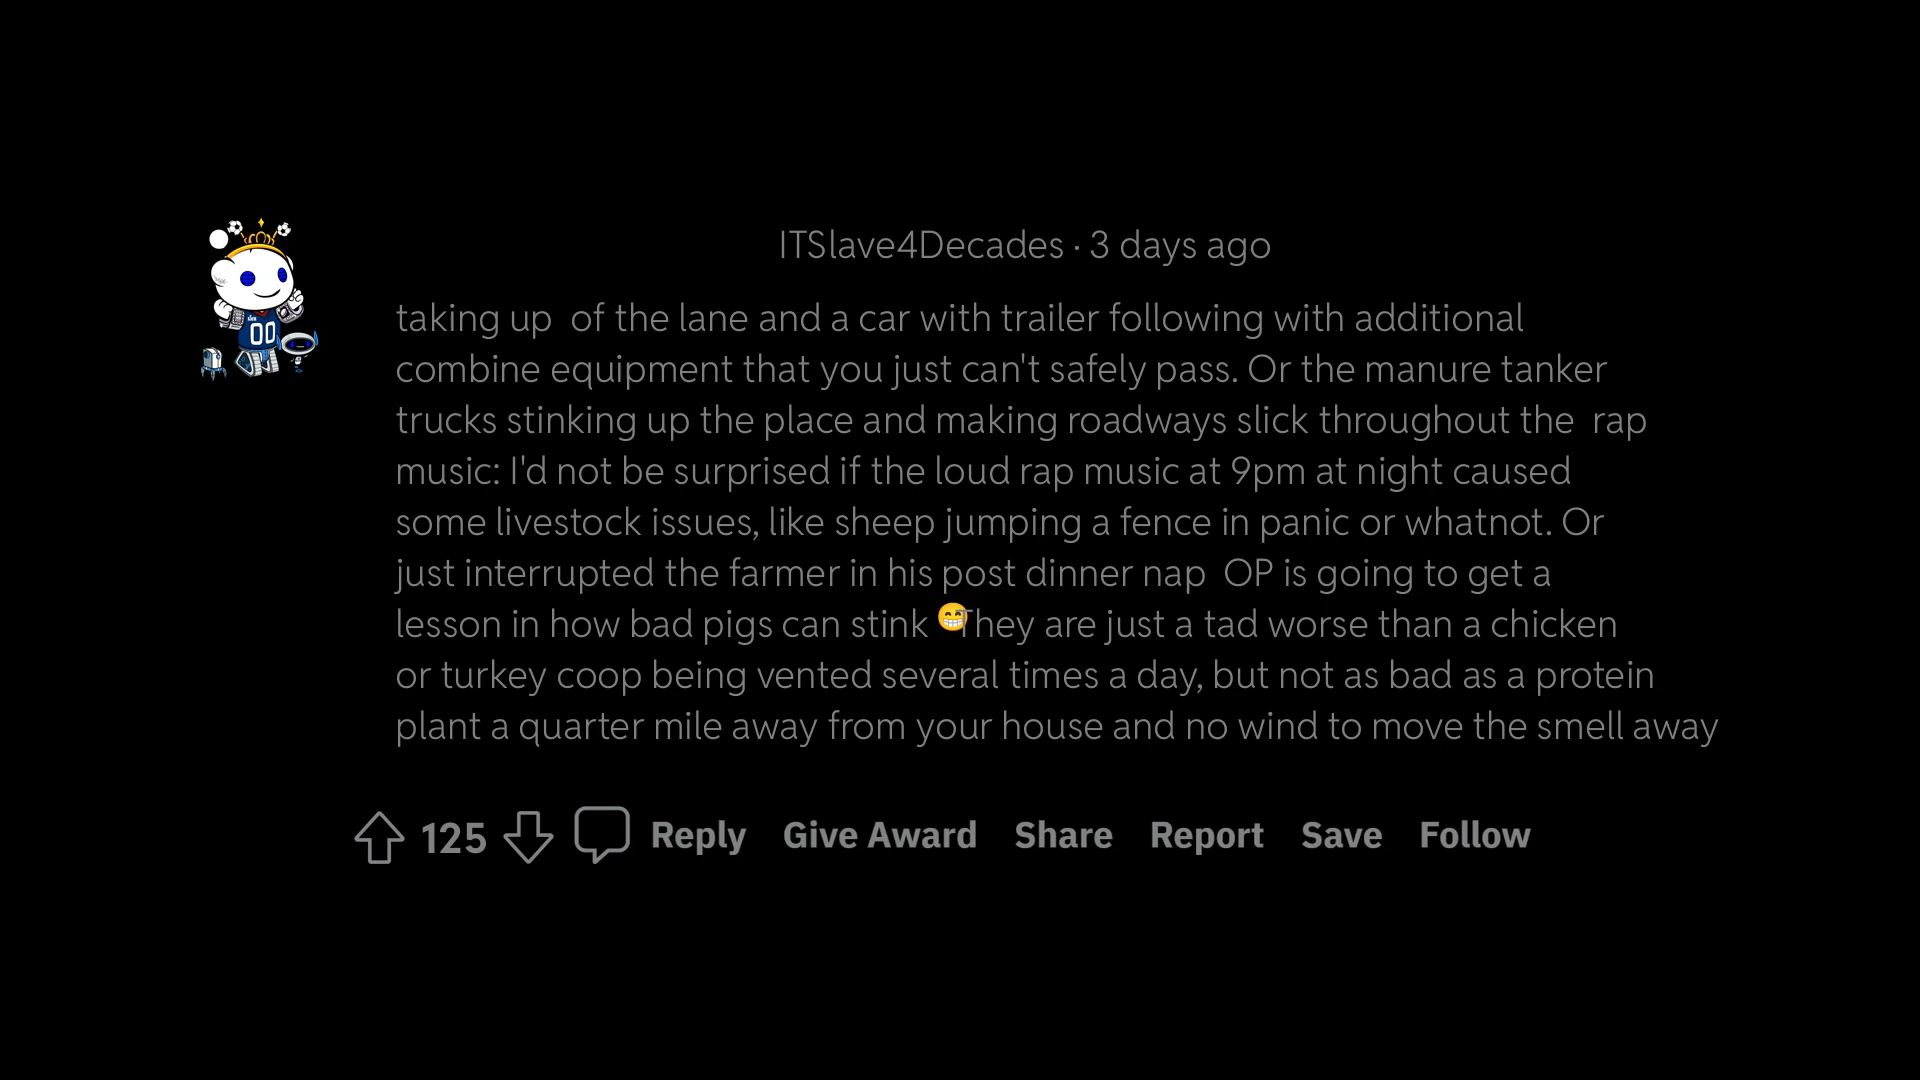 ITSlave4Decades · 3 days ago
taking up of the lane and a car with trailer following with additional
combine equipment that you just can't safely pass. Or the manure tanker
trucks stinking up the place and making roadways slick throughout the rap
music: I'd not be surprised if the loud rap music at 9pm at night caused
some livestock issues, like sheep jumping a fence in panic or whatnot. Or
just interrupted the farmer in his post dinner nap OP is going to get a
lesson in how bad pigs can stink 😁They are just a tad worse than a chicken
or turkey coop being vented several times a day, but not as bad as a protein
plant a quarter mile away from your house and no wind to move the smell away
00
125 Reply Give Award Share Report Save Follow